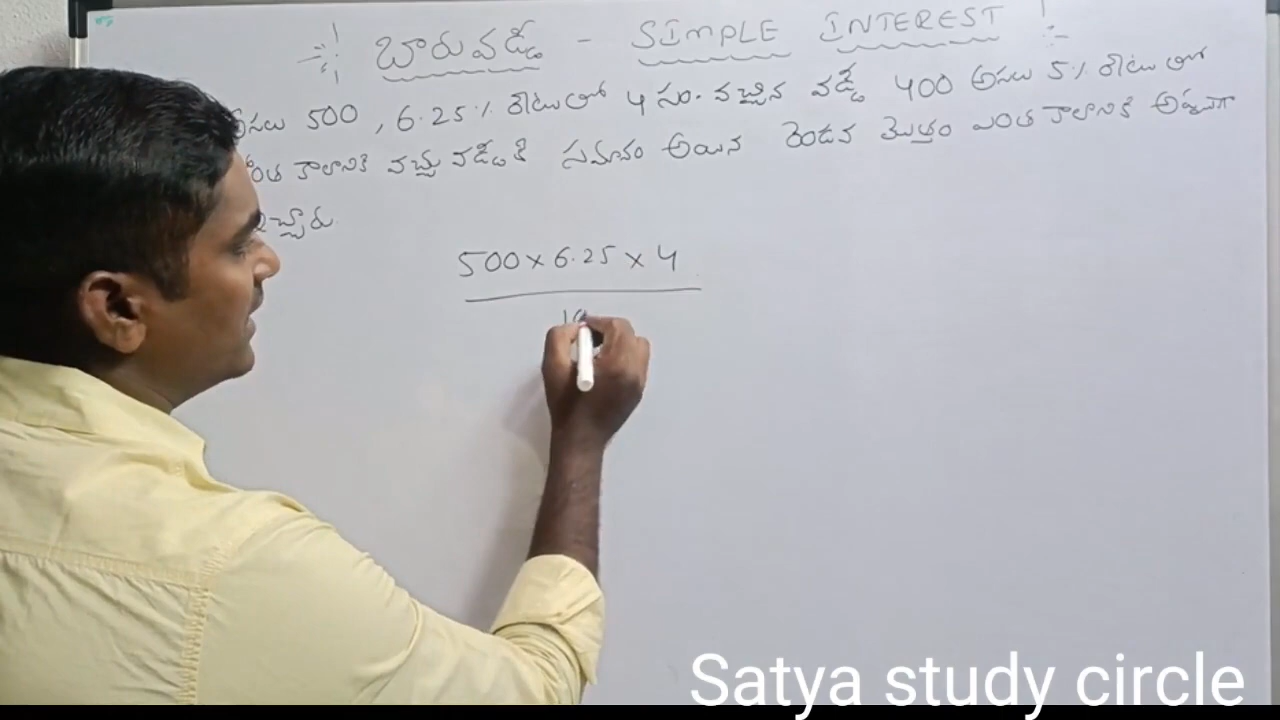 బారువడ్డీ - SIMPLE INTEREST
అసలు 500 , 6.25% రేటులో 4 సం. వచ్చిన వడ్డీ 400 అసలు 5% రేటులో
ఎంత కాలానికి వచ్చు వడ్డీకి సమానం అయిన రెండవ మొత్తం ఎంత కాలానికి అప్పుగా
ఇచ్చారు
500 × 6.25 × 4
10
Satya study circle